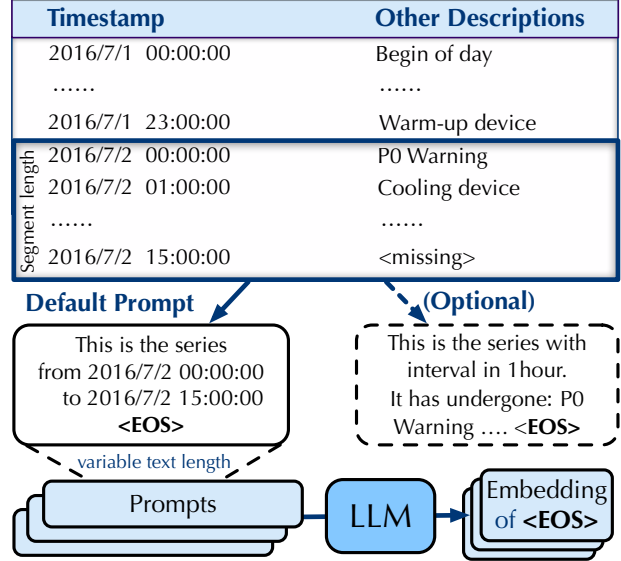 Timestamp Other Descriptions
2016/7/1 00:00:00 Begin of day
...... ......
2016/7/1 23:00:00 Warm-up device
Segment length
2016/7/2 00:00:00 P0 Warning
2016/7/2 01:00:00 Cooling device
...... ......
2016/7/2 15:00:00 <missing>
Default Prompt
This is the series
from 2016/7/2 00:00:00
to 2016/7/2 15:00:00
<EOS>
(Optional)
This is the series with
interval in 1hour.
It has undergone: P0
Warning .... <EOS>
variable text length
Prompts
LLM
Embedding
of <EOS>